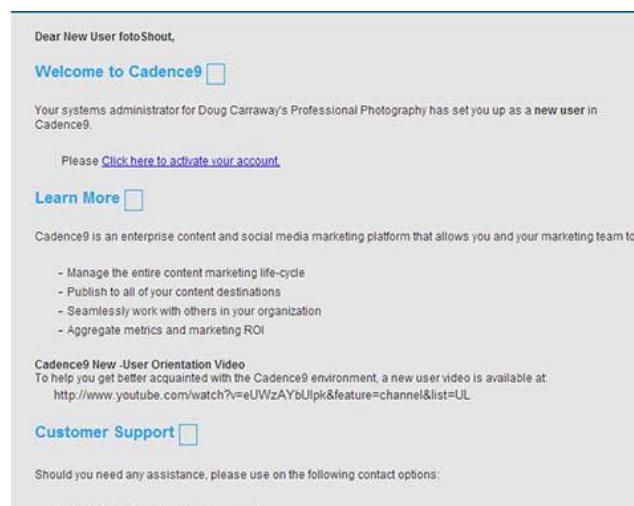 Dear New User fotoShout,
Welcome to Cadence9
Your systems administrator for Doug Carraway's Professional Photography has set you up as a new user in
Cadence9.
Please Click here to activate your account.
Learn More
Cadence9 is an enterprise content and social media marketing platform that allows you and your marketing team to
- Manage the entire content marketing life-cycle
- Publish to all of your content destinations
- Seamlessly work with others in your organization
- Aggregate metrics and marketing ROI
Cadence9 New -User Orientation Video
To help you get better acquainted with the Cadence9 environment, a new user video is available at:
http://www.youtube.com/watch?v=eUWzAYbUlpk&feature=channel&list=UL
Customer Support
Should you need any assistance, please use on the following contact options: